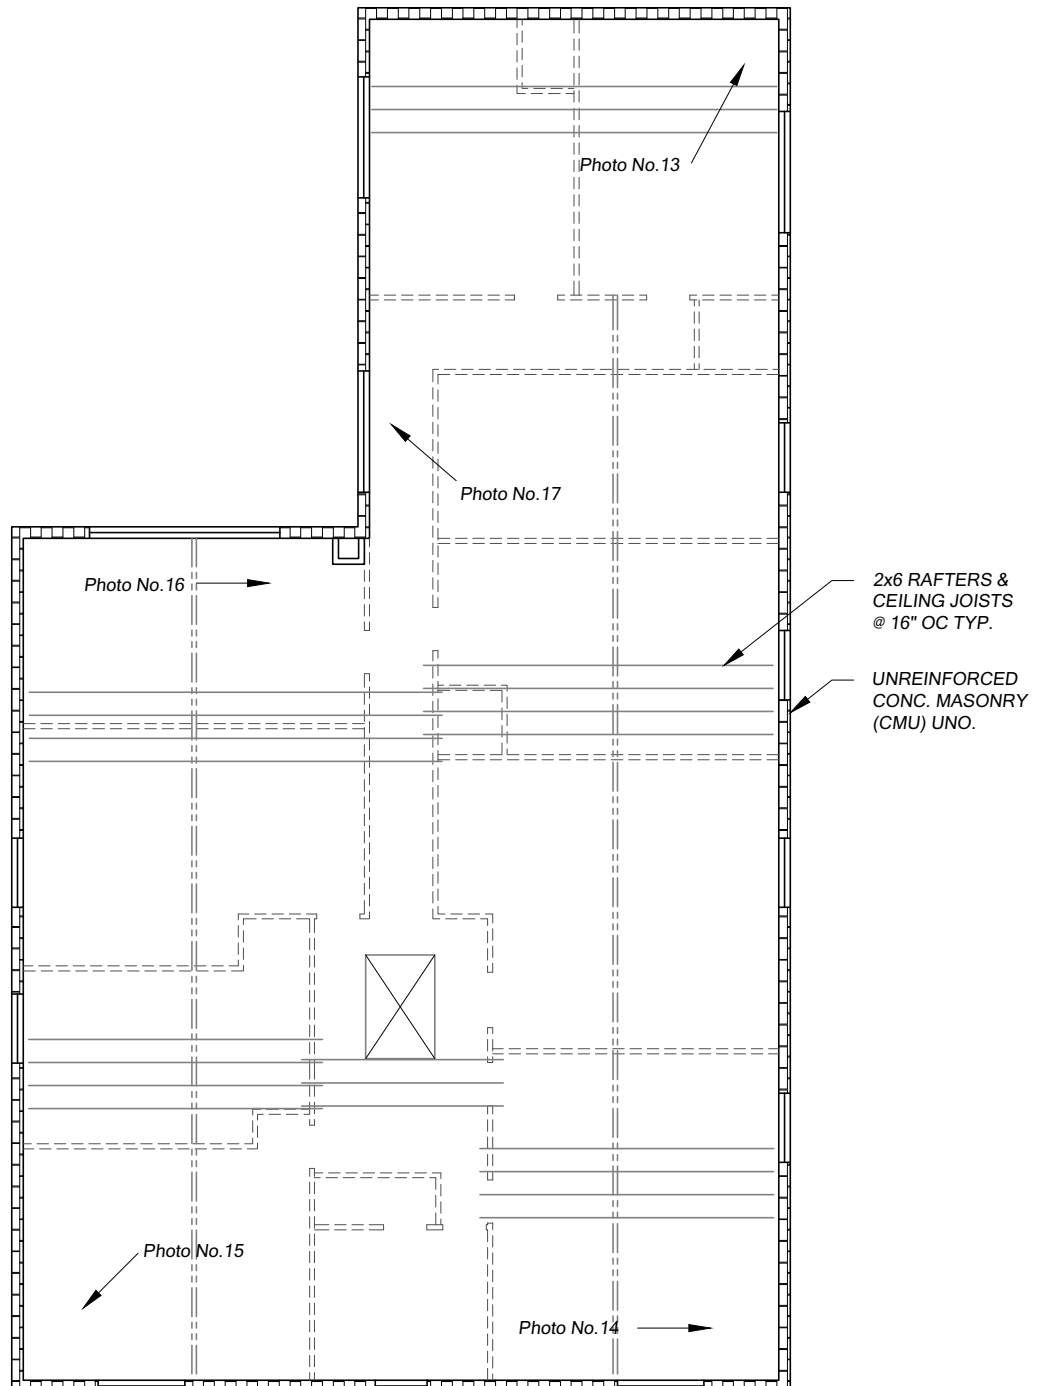 Photo No.13
Photo No.17
Photo No.16
2x6 RAFTERS &
CEILING JOISTS
@ 16" OC TYP.
UNREINFORCED
CONC. MASONRY
(CMU) UNO.
Photo No.15
Photo No.14